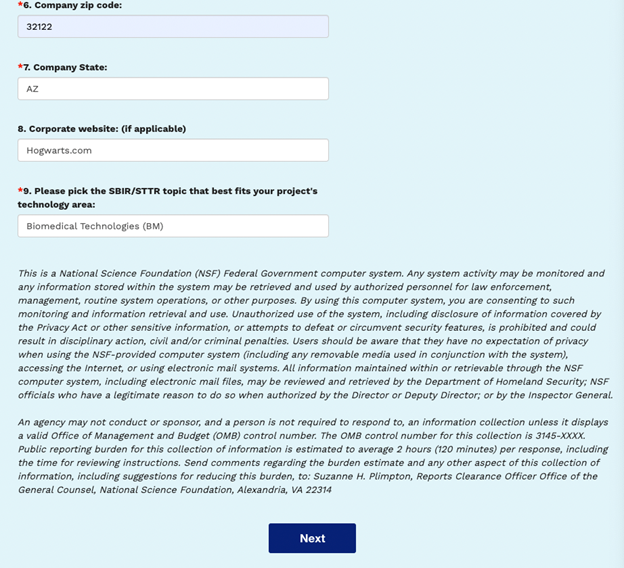 *6. Company zip code:
32122
*7. Company State:
AZ
8. Corporate website: (if applicable)
Hogwarts.com
*9. Please pick the SBIR/STTR topic that best fits your project's
technology area:
Biomedical Technologies (BM)
This is a National Science Foundation (NSF) Federal Government computer system. Any system activity may be monitored and
any information stored within the system may be retrieved and used by authorized personnel for law enforcement,
management, routine system operations, or other purposes. By using this computer system, you are consenting to such
monitoring and information retrieval and use. Unauthorized use of the system, including disclosure of information covered by
the Privacy Act or other sensitive information, or attempts to defeat or circumvent security features, is prohibited and could
result in disciplinary action, civil and/or criminal penalties. Users should be aware that they have no expectation of privacy
when using the NSF-provided computer system (including any removable media used in conjunction with the system),
accessing the Internet, or using electronic mail systems. All information maintained within or retrievable through the NSF
computer system, including electronic mail files, may be reviewed and retrieved by the Department of Homeland Security; NSF
officials who have a legitimate reason to do so when authorized by the Director or Deputy Director; or by the Inspector General.
An agency may not conduct or sponsor, and a person is not required to respond to, an information collection unless it displays
a valid Office of Management and Budget (OMB) control number. The OMB control number for this collection is 3145-XXXX.
Public reporting burden for this collection of information is estimated to average 2 hours (120 minutes) per response, including
the time for reviewing instructions. Send comments regarding the burden estimate and any other aspect of this collection of
information, including suggestions for reducing this burden, to: Suzanne H. Plimpton, Reports Clearance Officer Office of the
General Counsel, National Science Foundation, Alexandria, VA 22314
Next